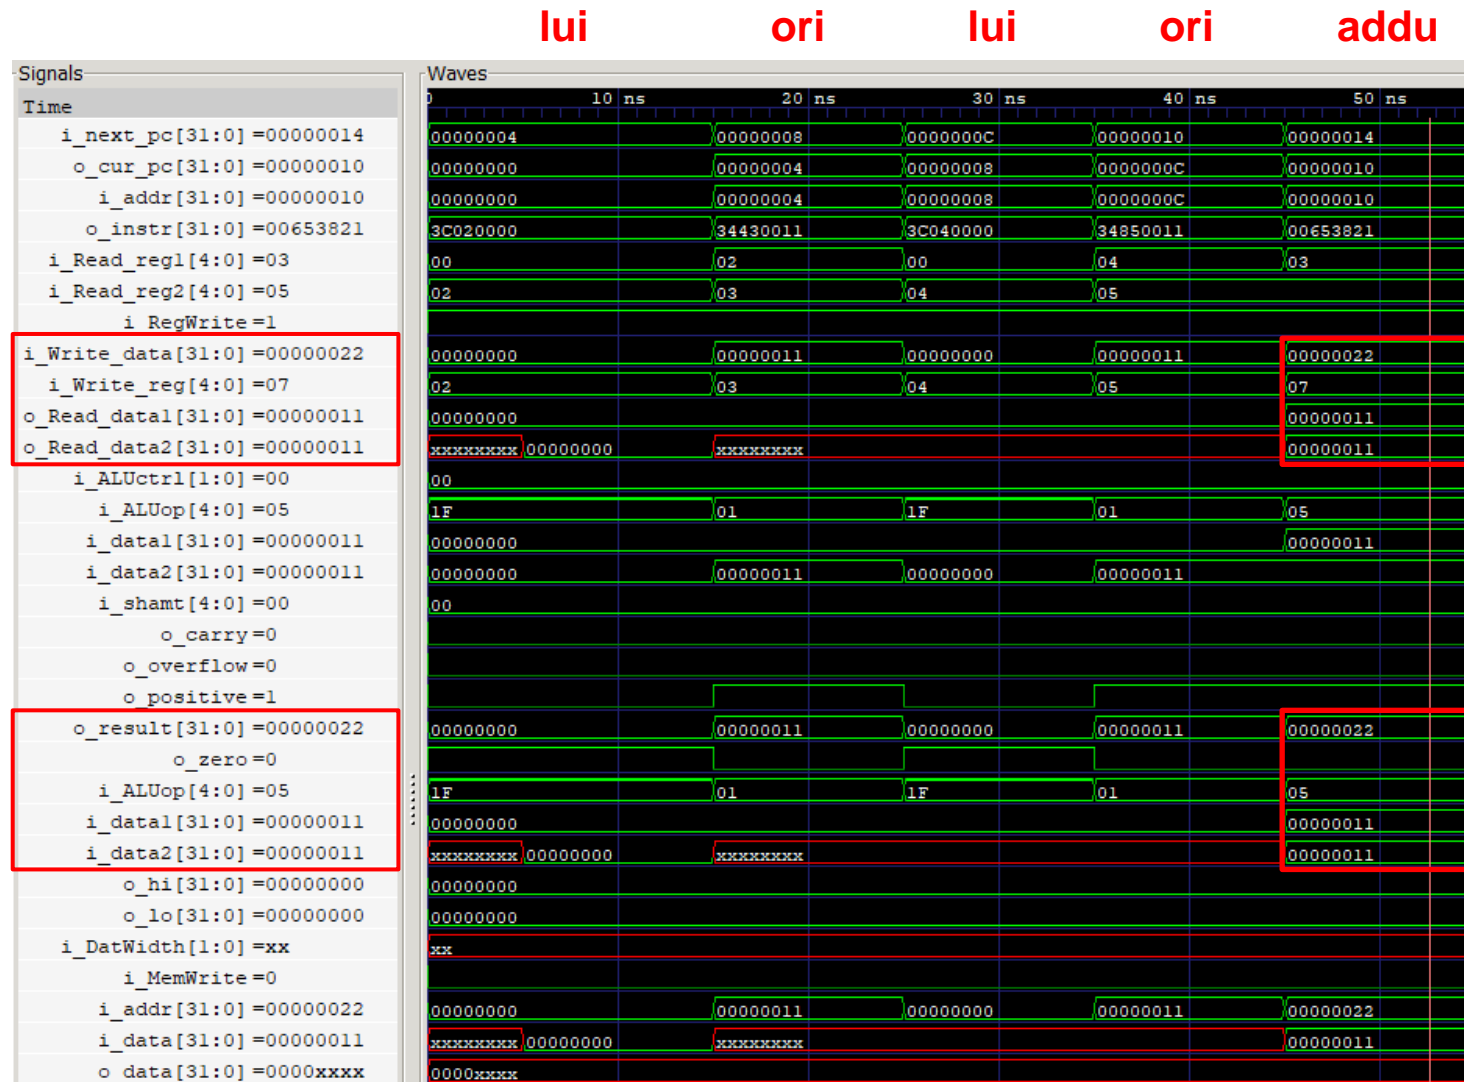 lui ori lui ori addu
Signals Waves
Time 0 10 ns 20 ns 30 ns 40 ns 50 ns
i_next_pc[31:0]=00000014 00000004 00000008 0000000C 00000010 00000014
o_cur_pc[31:0]=00000010 00000000 00000004 00000008 0000000C 00000010
i_addr[31:0]=00000010 00000000 00000004 00000008 0000000C 00000010
o_instr[31:0]=00653821 3C020000 34430011 3C040000 34850011 00653821
i_Read_reg1[4:0]=03 00 02 00 04 03
i_Read_reg2[4:0]=05 02 03 04 05
i_RegWrite=1
i_Write_data[31:0]=00000022 00000000 00000011 00000000 00000011 00000022
i_Write_reg[4:0]=07 02 03 04 05 07
o_Read_data1[31:0]=00000011 00000000 00000011
o_Read_data2[31:0]=00000011 xxxxxxxx 00000000 xxxxxxxx 00000011
i_ALUctrl[1:0]=00 00
i_ALUop[4:0]=05 1F 01 1F 01 05
i_data1[31:0]=00000011 00000000 00000011
i_data2[31:0]=00000011 00000000 00000011 00000000 00000011
i_shamt[4:0]=00 00
o_carry=0
o_overflow=0
o_positive=1
o_result[31:0]=00000022 00000000 00000011 00000000 00000011 00000022
o_zero=0
i_ALUop[4:0]=05 1F 01 1F 01 05
i_data1[31:0]=00000011 00000000 00000011
i_data2[31:0]=00000011 xxxxxxxx 00000000 xxxxxxxx 00000011
o_hi[31:0]=00000000 00000000
o_lo[31:0]=00000000 00000000
i_DatWidth[1:0]=xx xx
i_MemWrite=0
i_addr[31:0]=00000022 00000000 00000011 00000000 00000011 00000022
i_data[31:0]=00000011 xxxxxxxx 00000000 xxxxxxxx 00000011
o_data[31:0]=0000xxxx 0000xxxx